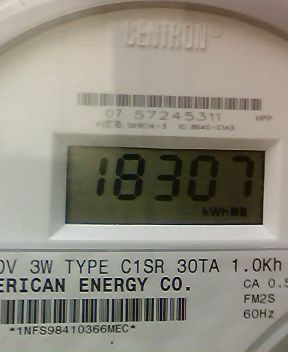 CENTRON®
07 57245311 HPP
18307
kWh
0V 3W TYPE C1SR 30TA 1.0Kh
ERICAN ENERGY CO. CA 0.5
FM2S
60Hz
*1NFS98410366MEC*